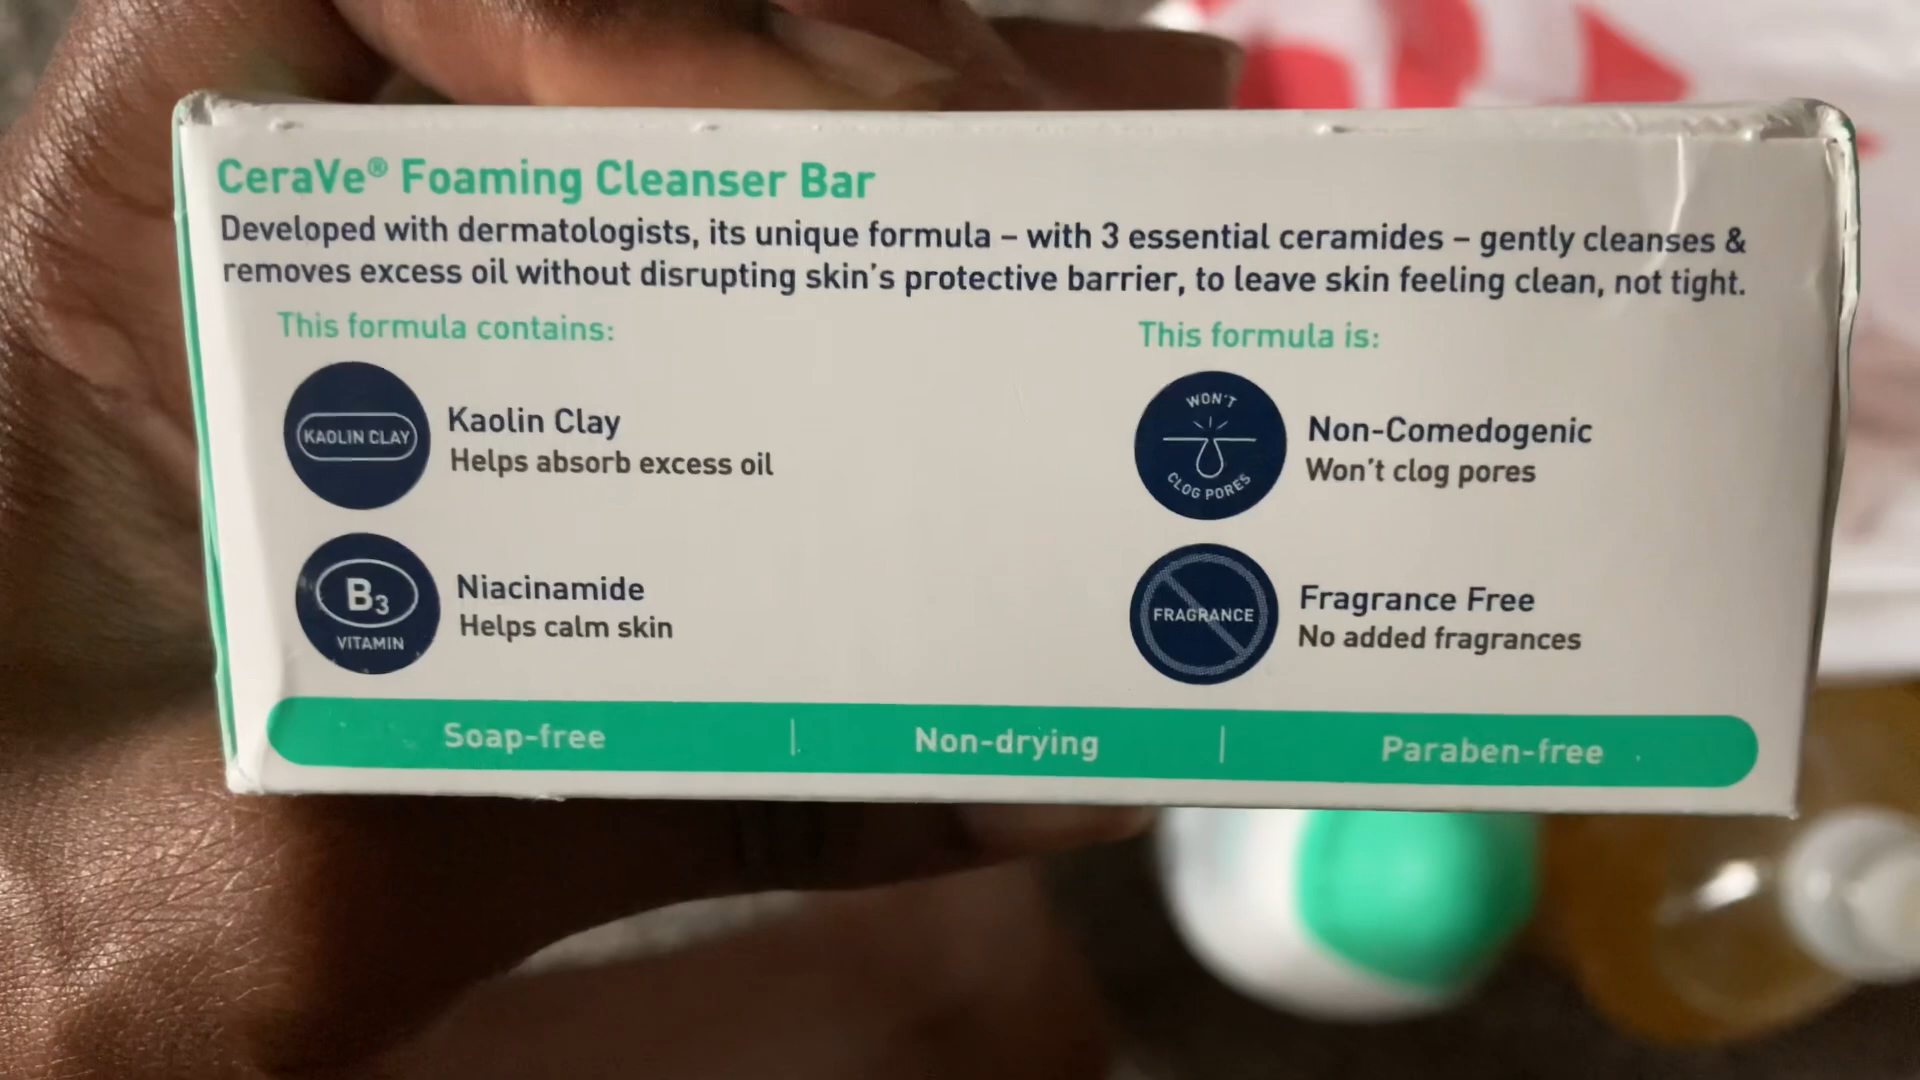 CeraVe® Foaming Cleanser Bar
Developed with dermatologists, its unique formula – with 3 essential ceramides – gently cleanses &
removes excess oil without disrupting skin's protective barrier, to leave skin feeling clean, not tight.
This formula contains:
KAOLIN CLAY
Kaolin Clay
Helps absorb excess oil
B3
VITAMIN
Niacinamide
Helps calm skin
This formula is:
WON'T
CLOG PORES
Non-Comedogenic
Won't clog pores
FRAGRANCE
Fragrance Free
No added fragrances
Soap-free | Non-drying | Paraben-free